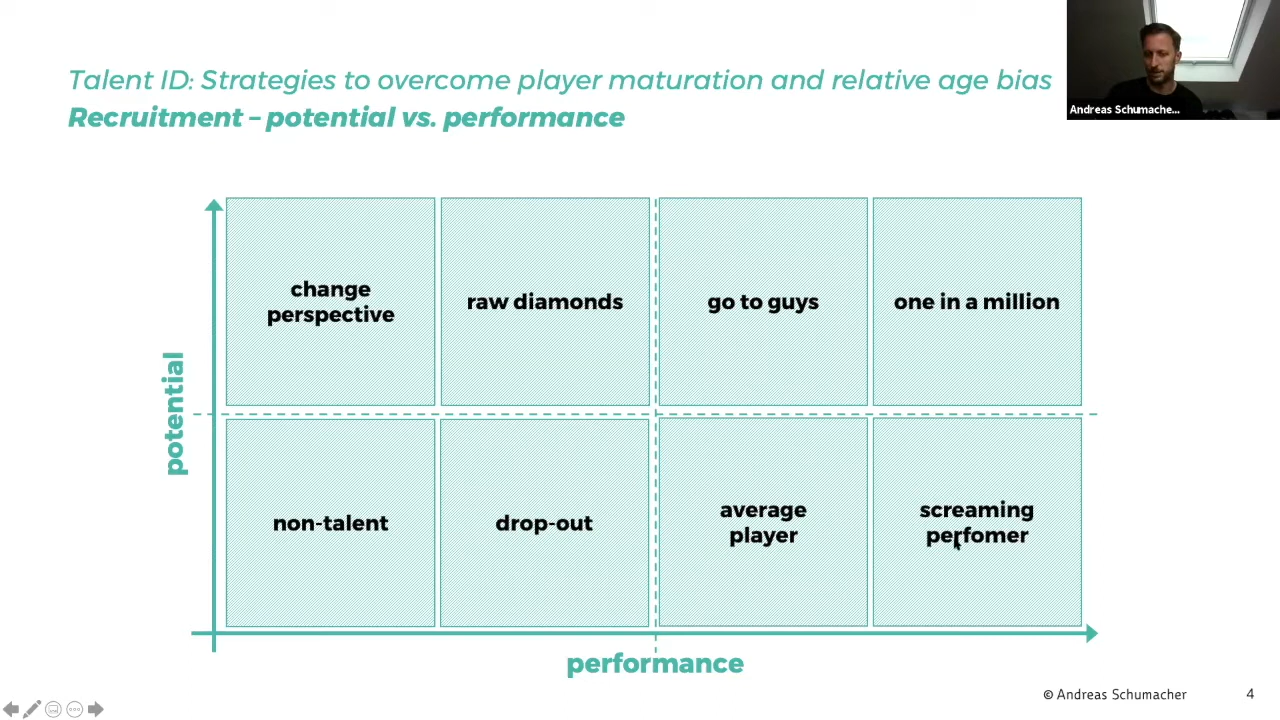 Talent ID: Strategies to overcome player maturation and relative age bias
Recruitment – potential vs. performance
Andreas Schumache...
change
perspective
raw diamonds
go to guys
one in a million
potential
non-talent
drop-out
average
player
screaming
perfomer
performance
© Andreas Schumacher
4